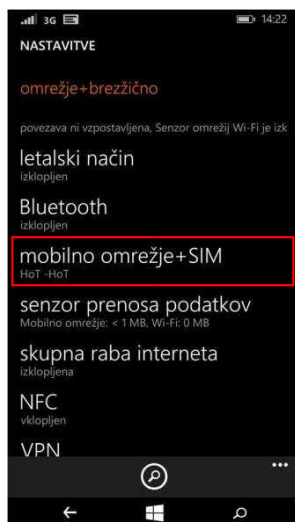 3G 14:22
NASTAVITVE
omrežje+brezžično
povezava ni vzpostavljena, Senzor omrežij Wi-Fi je izk
letalski način
izklopljen
Bluetooth
izklopljen
mobilno omrežje+SIM
HoT -HoT
senzor prenosa podatkov
Mobilno omrežje: < 1 MB, Wi-Fi: 0 MB
skupna raba interneta
izklopljena
NFC
vklopljen
VPN